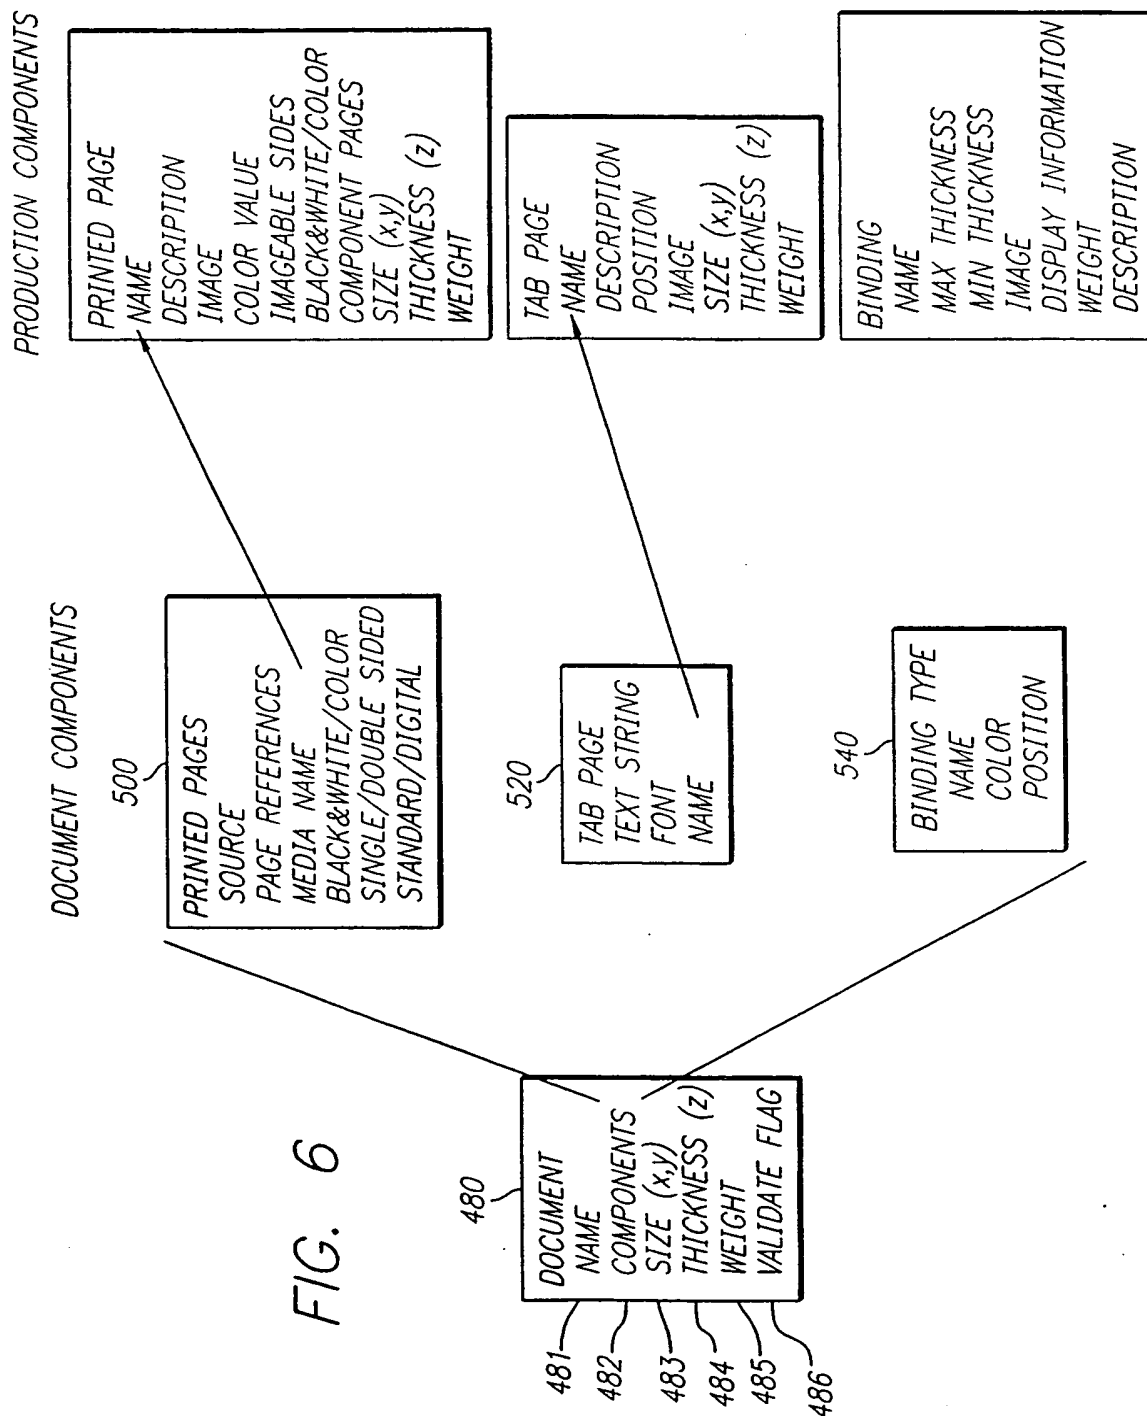 FIG. 6
480
DOCUMENT
NAME
COMPONENTS
SIZE (x,y)
THICKNESS (z)
WEIGHT
VALIDATE FLAG
481
482
483
484
485
486
DOCUMENT COMPONENTS
500
PRINTED PAGES
SOURCE
PAGE REFERENCES
MEDIA NAME
BLACK&WHITE/COLOR
SINGLE/DOUBLE SIDED
STANDARD/DIGITAL
520
TAB PAGE
TEXT STRING
FONT
NAME
540
BINDING TYPE
NAME
COLOR
POSITION
PRODUCTION COMPONENTS
PRINTED PAGE
NAME
DESCRIPTION
IMAGE
COLOR VALUE
IMAGEABLE SIDES
BLACK&WHITE/COLOR
COMPONENT PAGES
SIZE (x,y)
THICKNESS (z)
WEIGHT
TAB PAGE
NAME
DESCRIPTION
POSITION
IMAGE
SIZE (x,y)
THICKNESS (z)
WEIGHT
BINDING
NAME
MAX THICKNESS
MIN THICKNESS
IMAGE
DISPLAY INFORMATION
WEIGHT
DESCRIPTION